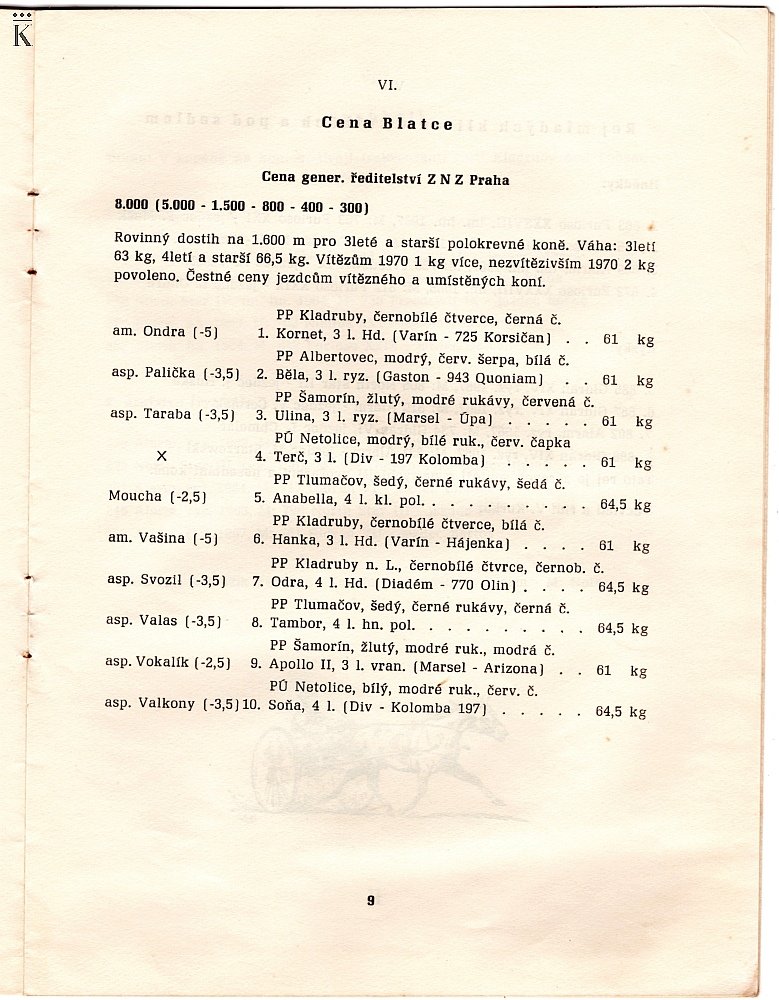 K
VI.
Cena Blatce
Cena gener. ředitelství Z N Z Praha
8.000 (5.000 - 1.500 - 800 - 400 - 300)
Rovinný dostih na 1.600 m pro 3leté a starší polokrevné koně. Váha: 3letí
63 kg, 4letí a starší 66,5 kg. Vítězům 1970 1 kg více, nezvítězivším 1970 2 kg
povoleno. Čestné ceny jezdcům vítězného a umístěných koní.
PP Kladruby, černobílé čtverce, černá č.
am. Ondra (-5) 1. Kornet, 3 l. Hd. (Varín - 725 Korsičan) . . 61 kg
PP Albertovec, modrý, červ. šerpa, bílá č.
asp. Palička (-3,5) 2. Běla, 3 l. ryz. (Gaston - 943 Quoniam) . . 61 kg
PP Šamorín, žlutý, modré rukávy, červená č.
asp. Taraba (-3,5) 3. Ulina, 3 l. ryz. (Marsel - Úpa) . . . . . 61 kg
PÚ Netolice, modrý, bílé ruk., červ. čapka
X 4. Terč, 3 l. (Div - 197 Kolomba) . . . . . 61 kg
PP Tlumačov, šedý, černé rukávy, šedá č.
Moucha (-2,5) 5. Anabella, 4 l. kl. pol. . . . . . . . . . 64,5 kg
PP Kladruby, černobílé čtverce, bílá č.
am. Vašina (-5) 6. Hanka, 3 l. Hd. (Varín - Hájenka) . . . . 61 kg
PP Kladruby n. L., černobílé čtvrce, černob. č.
asp. Svozil (-3,5) 7. Odra, 4 l. Hd. (Diadém - 770 Olin) . . . . 64,5 kg
PP Tlumačov, šedý, černé rukávy, černá č.
asp. Valas (-3,5) 8. Tambor, 4 l. hn. pol. . . . . . . . . . 64,5 kg
PP Šamorín, žlutý, modré ruk., modrá č.
asp. Vokalík (-2,5) 9. Apollo II, 3 l. vran. (Marsel - Arizona) . . 61 kg
PÚ Netolice, bílý, modré ruk., červ. č.
asp. Valkony (-3,5) 10. Soňa, 4 l. (Div - Kolomba 197) . . . . . 64,5 kg
9